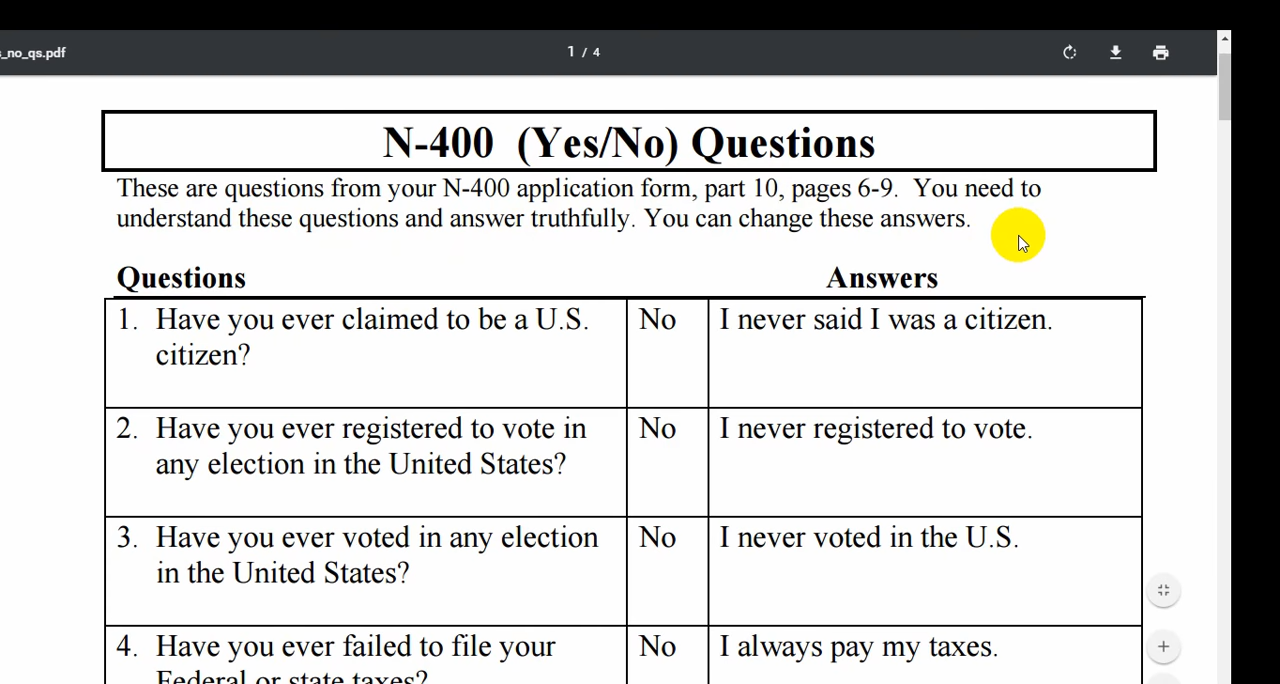 _no_qs.pdf
1 / 4
N-400 (Yes/No) Questions
These are questions from your N-400 application form, part 10, pages 6-9. You need to
understand these questions and answer truthfully. You can change these answers.
Questions Answers
1. Have you ever claimed to be a U.S. No I never said I was a citizen.
citizen?
2. Have you ever registered to vote in No I never registered to vote.
any election in the United States?
3. Have you ever voted in any election No I never voted in the U.S.
in the United States?
4. Have you ever failed to file your No I always pay my taxes.
Federal or state taxes?